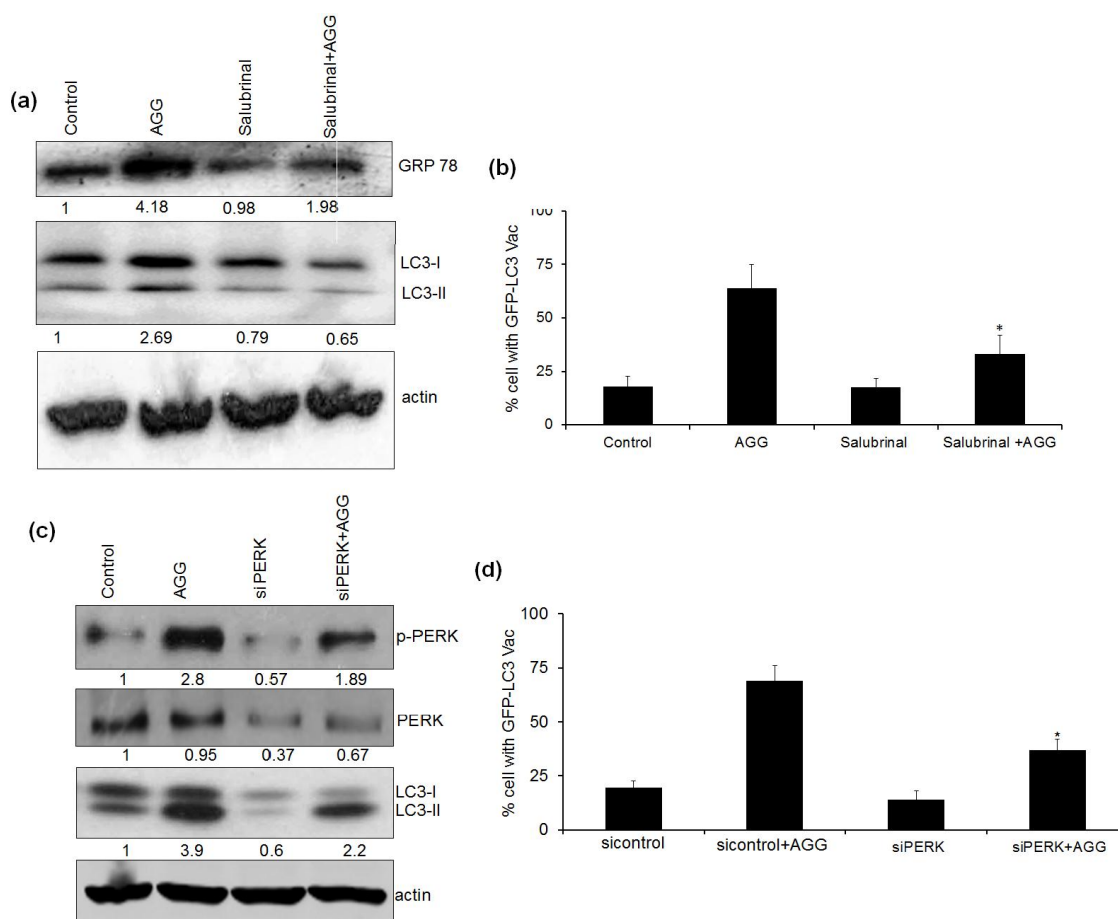 (a)
Control
AGG
Salubrinal
Salubrinal+AGG
GRP 78
1 4.18 0.98 1.98
LC3-I
LC3-II
1 2.69 0.79 0.65
actin
(b)
% cell with GFP-LC3 Vac
100
75
50
25
0
Control AGG Salubrinal Salubrinal +AGG
*
(c)
Control
AGG
siPERK
siPERK+AGG
p-PERK
1 2.8 0.57 1.89
PERK
1 0.95 0.37 0.67
LC3-I
LC3-II
1 3.9 0.6 2.2
actin
(d)
% cell with GFP-LC3 Vac
100
75
50
25
0
sicontrol sicontrol+AGG siPERK siPERK+AGG
*